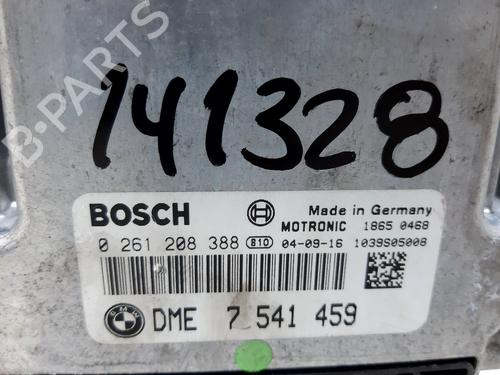 B-PARTS
141328
BOSCH
Made in Germany
MOTRONIC 1865 0468
0 261 208 388 810 04-09-16 1039S05008
BMW DME 7 541 459